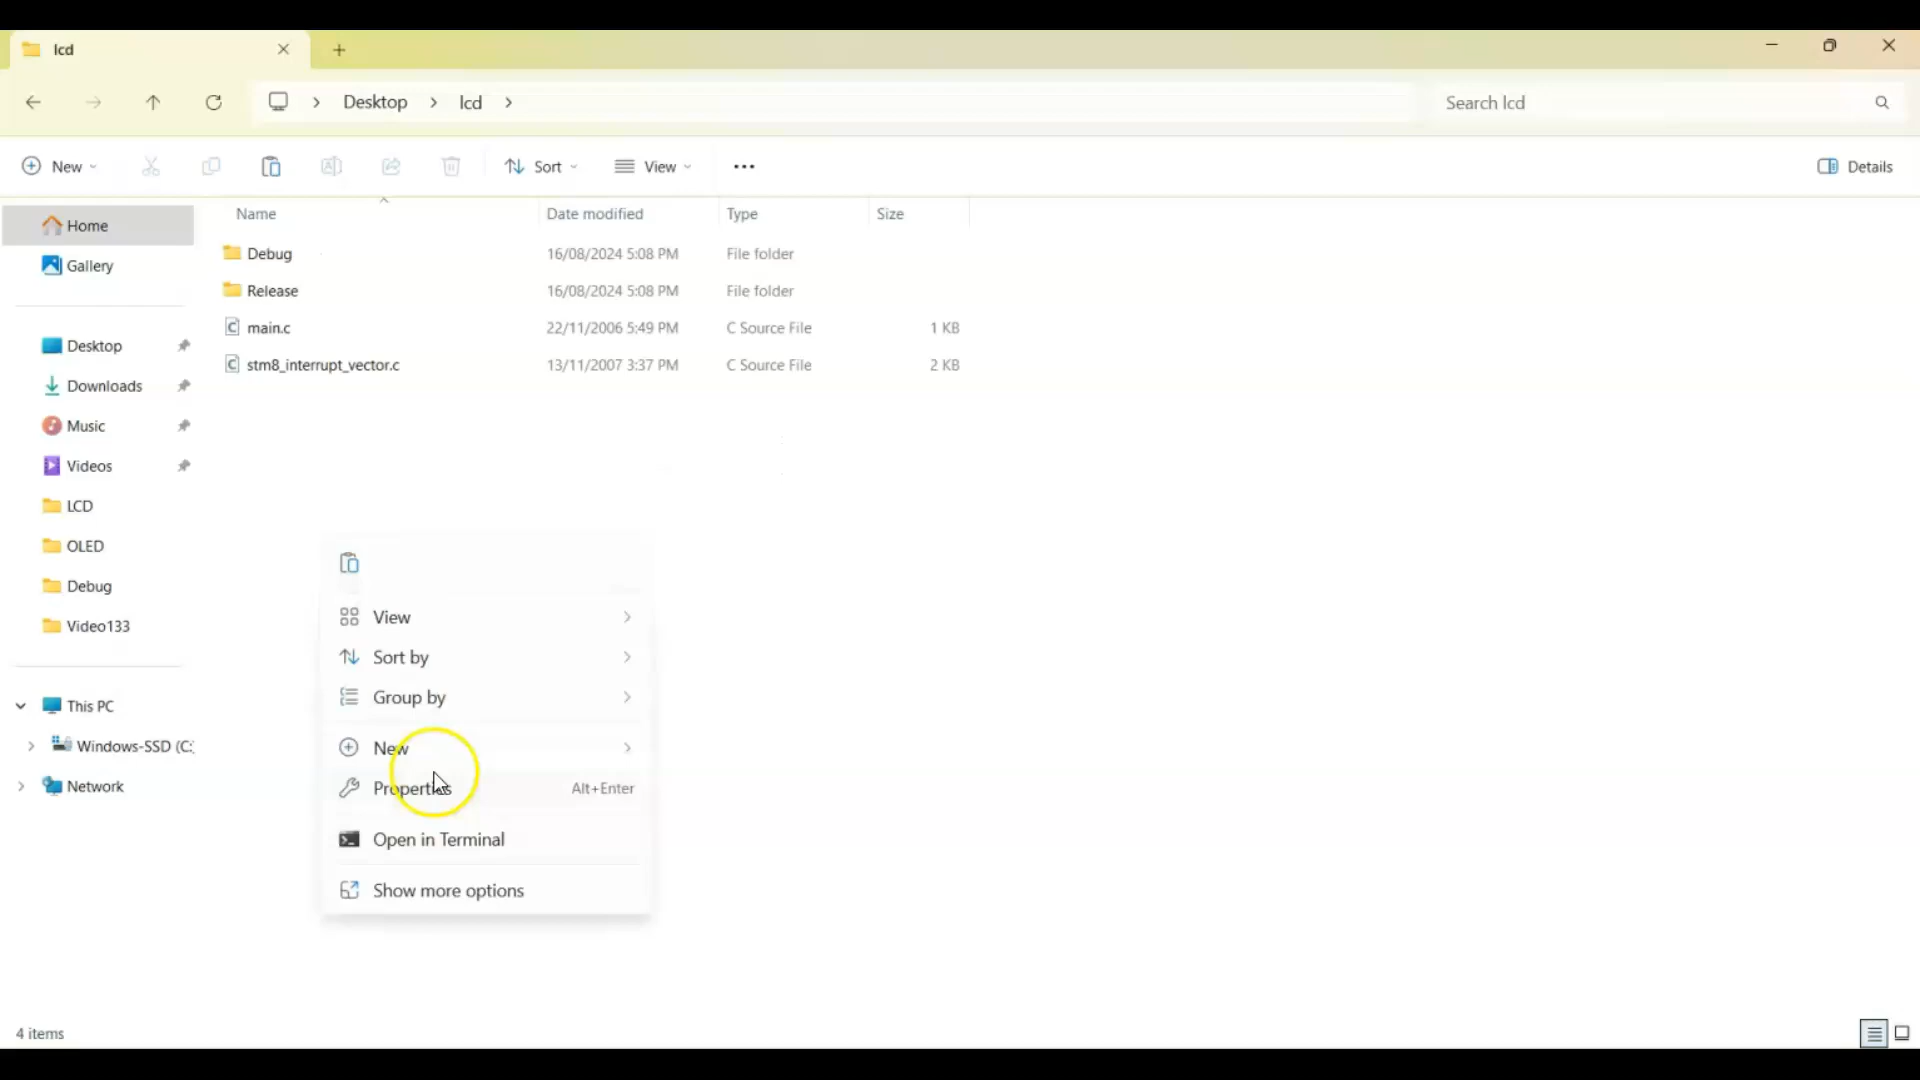 lcd
Desktop > lcd >
Search lcd
New
Sort
View
Details
Name Date modified Type Size
Home
Gallery
Debug 16/08/2024 5:08 PM File folder
Release 16/08/2024 5:08 PM File folder
main.c 22/11/2006 5:49 PM C Source File 1 KB
stm8_interrupt_vector.c 13/11/2007 3:37 PM C Source File 2 KB
Desktop
Downloads
Music
Videos
LCD
OLED
Debug
Video133
This PC
Windows-SSD (C:
Network
View
Sort by
Group by
New
Properties Alt+Enter
Open in Terminal
Show more options
4 items